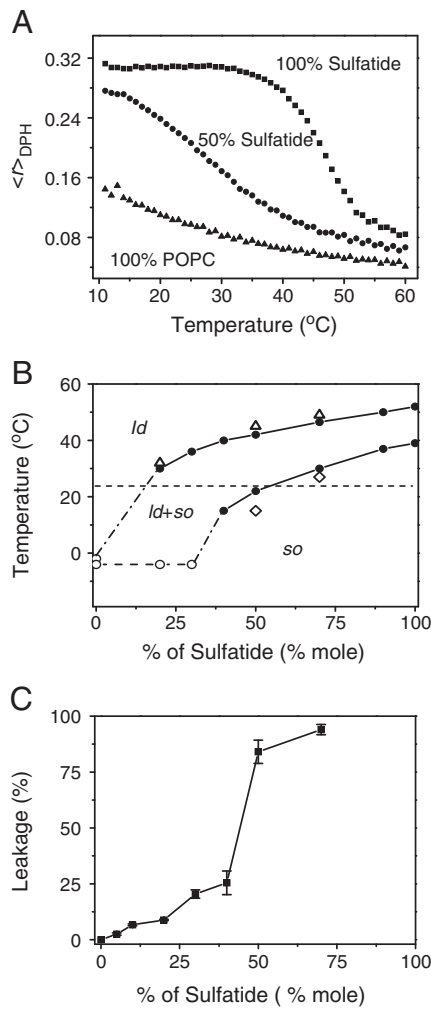 A
0.32
0.24
0.16
0.08
<r>DPH
100% Sulfatide
50% Sulfatide
100% POPC
10 20 30 40 50 60
Temperature (ºC)
B
60
40
20
0
Temperature (ºC)
ld
ld+so
so
0 25 50 75 100
% of Sulfatide (% mole)
C
100
75
50
25
0
Leakage (%)
0 25 50 75 100
% of Sulfatide ( % mole)